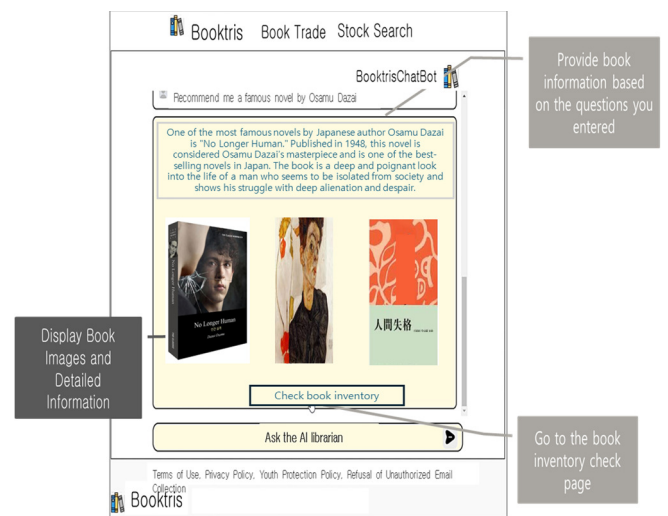 Booktris Book Trade Stock Search
BooktrisChatBot
Recommend me a famous novel by Osamu Dazai
One of the most famous novels by Japanese author Osamu Dazai
is "No Longer Human." Published in 1948, this novel is
considered Osamu Dazai's masterpiece and is one of the best-
selling novels in Japan. The book is a deep and poignant look
into the life of a man who seems to be isolated from society and
shows his struggle with deep alienation and despair.
No Longer Human
人間失格
Check book inventory
Ask the AI librarian
Terms of Use, Privacy Policy, Youth Protection Policy, Refusal of Unauthorized Email
Collection
Booktris
Provide book
information based
on the questions you
entered
Display Book
Images and
Detailed
Information
Go to the book
inventory check
page